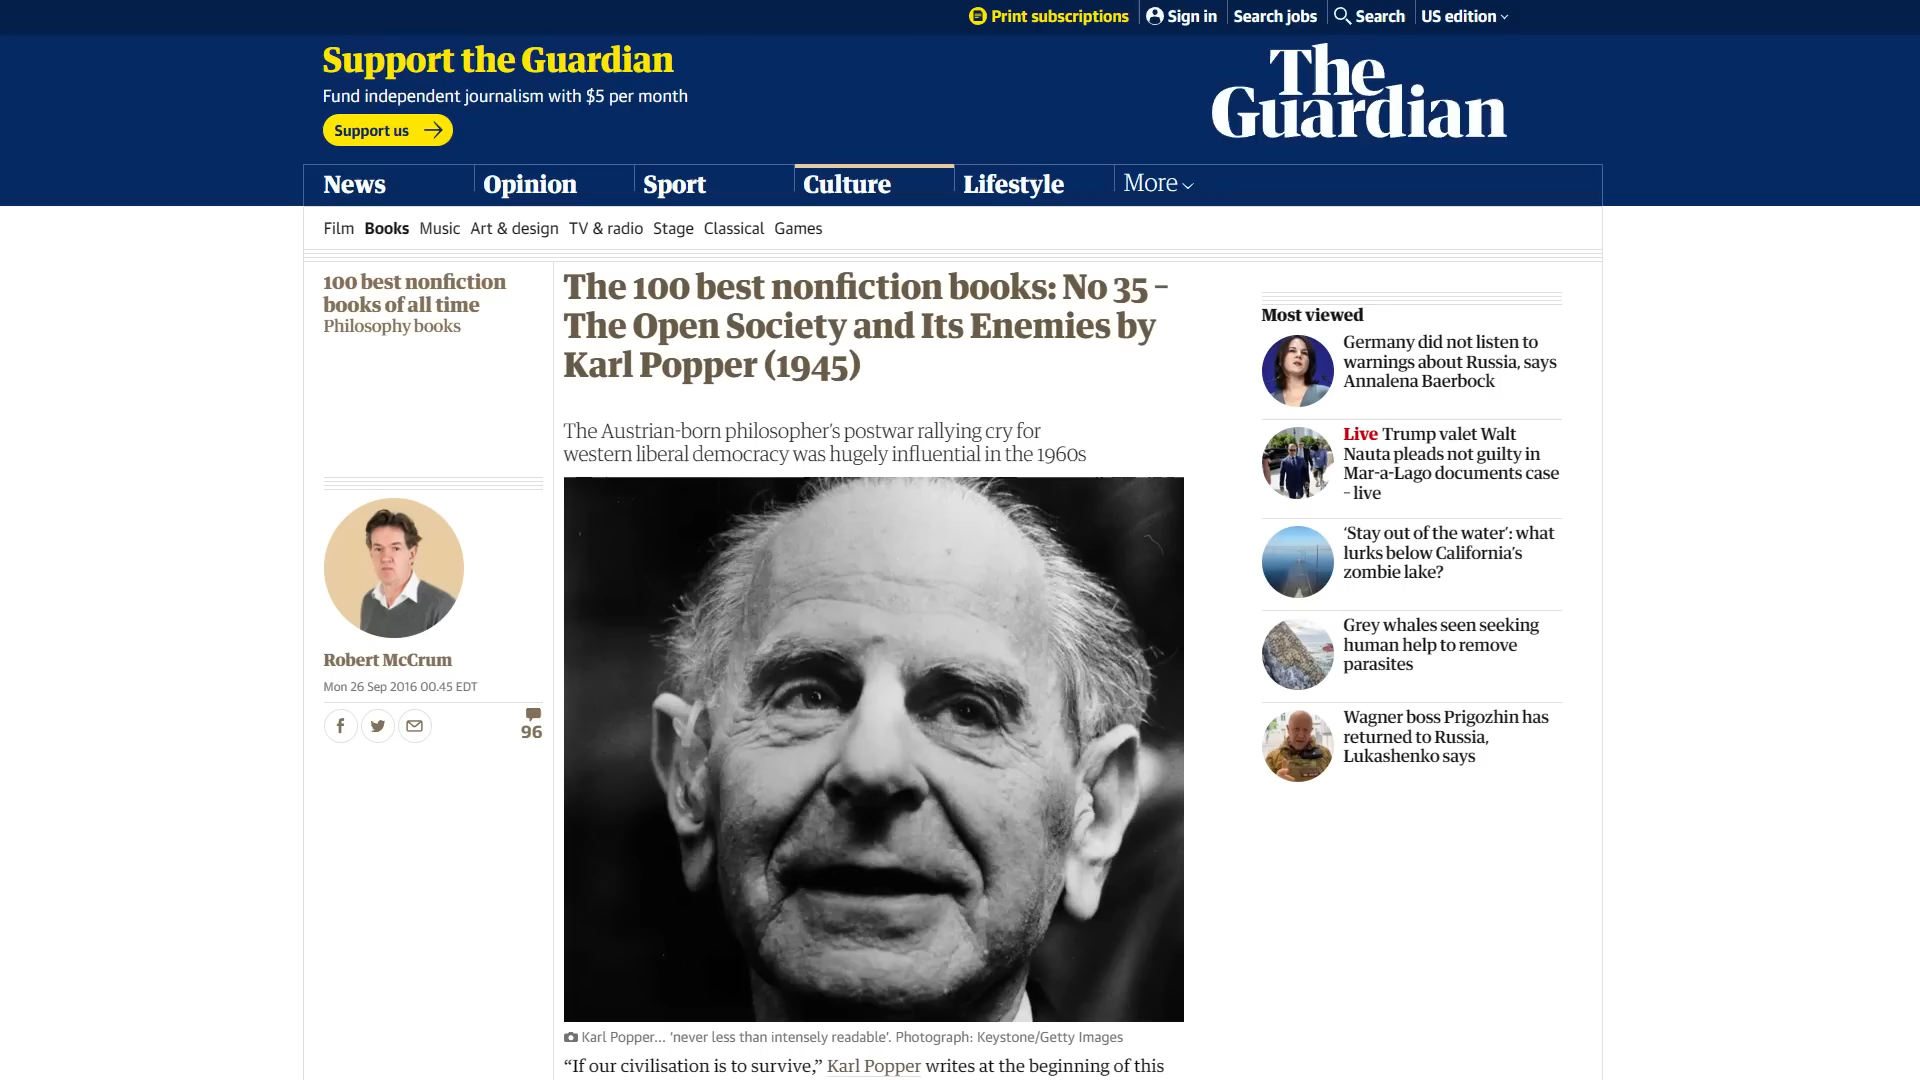 Print subscriptions
Sign in
Search jobs
Search
US edition
Support the Guardian
Fund independent journalism with $5 per month
Support us
The
Guardian
News
Opinion
Sport
Culture
Lifestyle
More
Film
Books
Music
Art & design
TV & radio
Stage
Classical
Games
100 best nonfiction
books of all time
Philosophy books
The 100 best nonfiction books: No 35 –
The Open Society and Its Enemies by
Karl Popper (1945)
The Austrian-born philosopher’s postwar rallying cry for
western liberal democracy was hugely influential in the 1960s
Robert McCrum
Mon 26 Sep 2016 00.45 EDT
96
Karl Popper... ‘never less than intensely readable’. Photograph: Keystone/Getty Images
“If our civilisation is to survive,” Karl Popper writes at the beginning of this
Most viewed
Germany did not listen to
warnings about Russia, says
Annalena Baerbock
Live Trump valet Walt
Nauta pleads not guilty in
Mar-a-Lago documents case
– live
‘Stay out of the water’: what
lurks below California’s
zombie lake?
Grey whales seen seeking
human help to remove
parasites
Wagner boss Prigozhin has
returned to Russia,
Lukashenko says